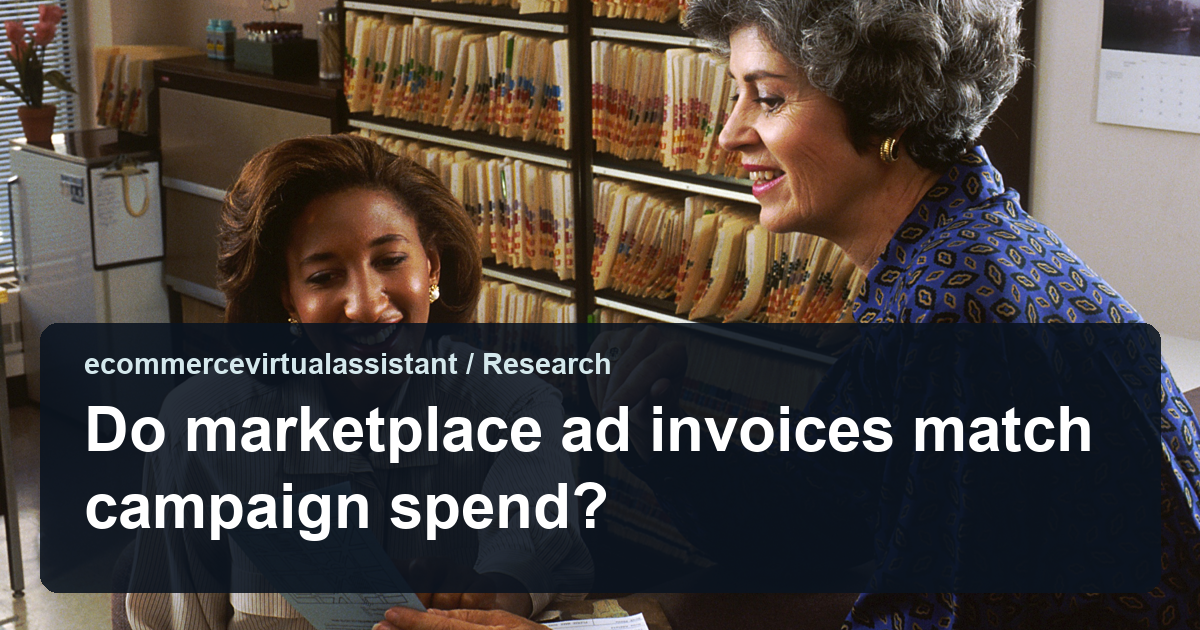 ecommercevirtualassistant / Research
Do marketplace ad invoices match
campaign spend?